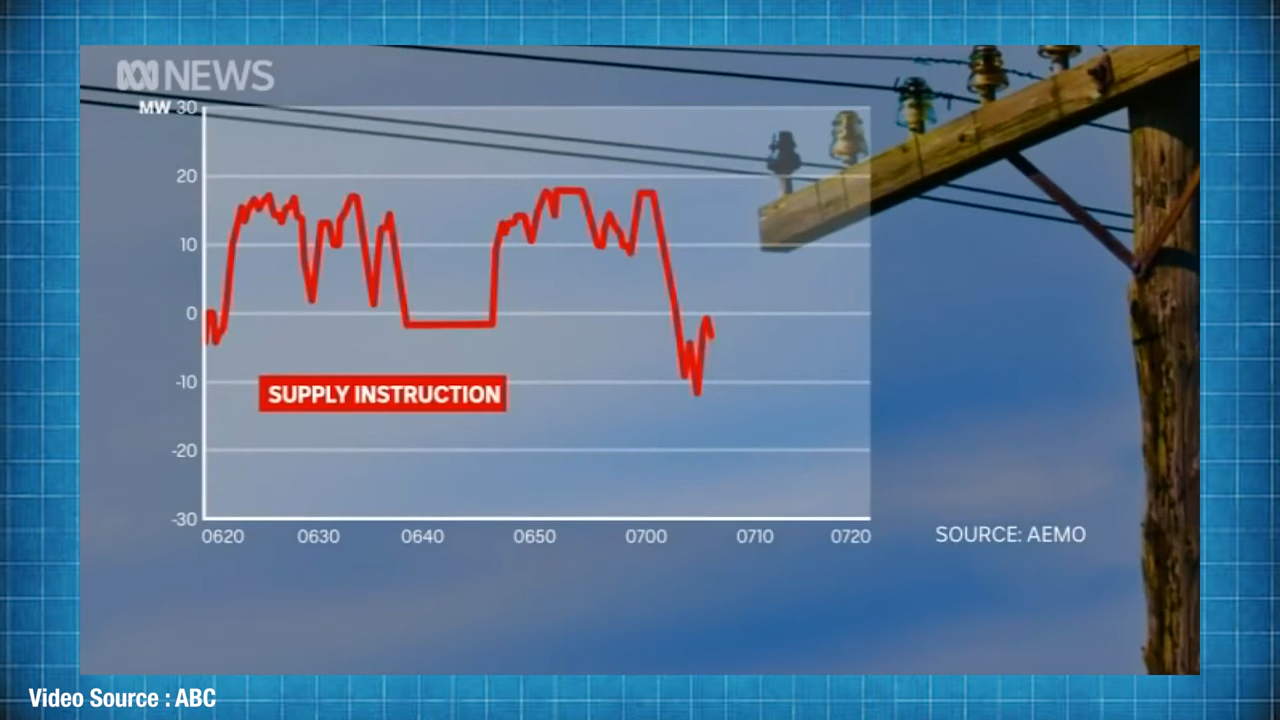 NEWS
MW 30
20
10
0
-10
SUPPLY INSTRUCTION
-20
-30
0620 0630 0640 0650 0700 0710 0720
SOURCE: AEMO
Video Source : ABC